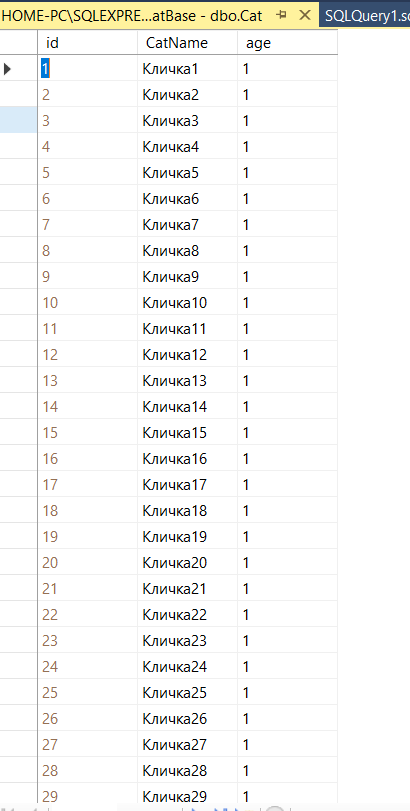 HOME-PC\SQLEXPRE...atBase - dbo.Cat SQLQuery1.s
id CatName age
1 Кличка1 1
2 Кличка2 1
3 Кличка3 1
4 Кличка4 1
5 Кличка5 1
6 Кличка6 1
7 Кличка7 1
8 Кличка8 1
9 Кличка9 1
10 Кличка10 1
11 Кличка11 1
12 Кличка12 1
13 Кличка13 1
14 Кличка14 1
15 Кличка15 1
16 Кличка16 1
17 Кличка17 1
18 Кличка18 1
19 Кличка19 1
20 Кличка20 1
21 Кличка21 1
22 Кличка22 1
23 Кличка23 1
24 Кличка24 1
25 Кличка25 1
26 Кличка26 1
27 Кличка27 1
28 Кличка28 1
29 Кличка29 1